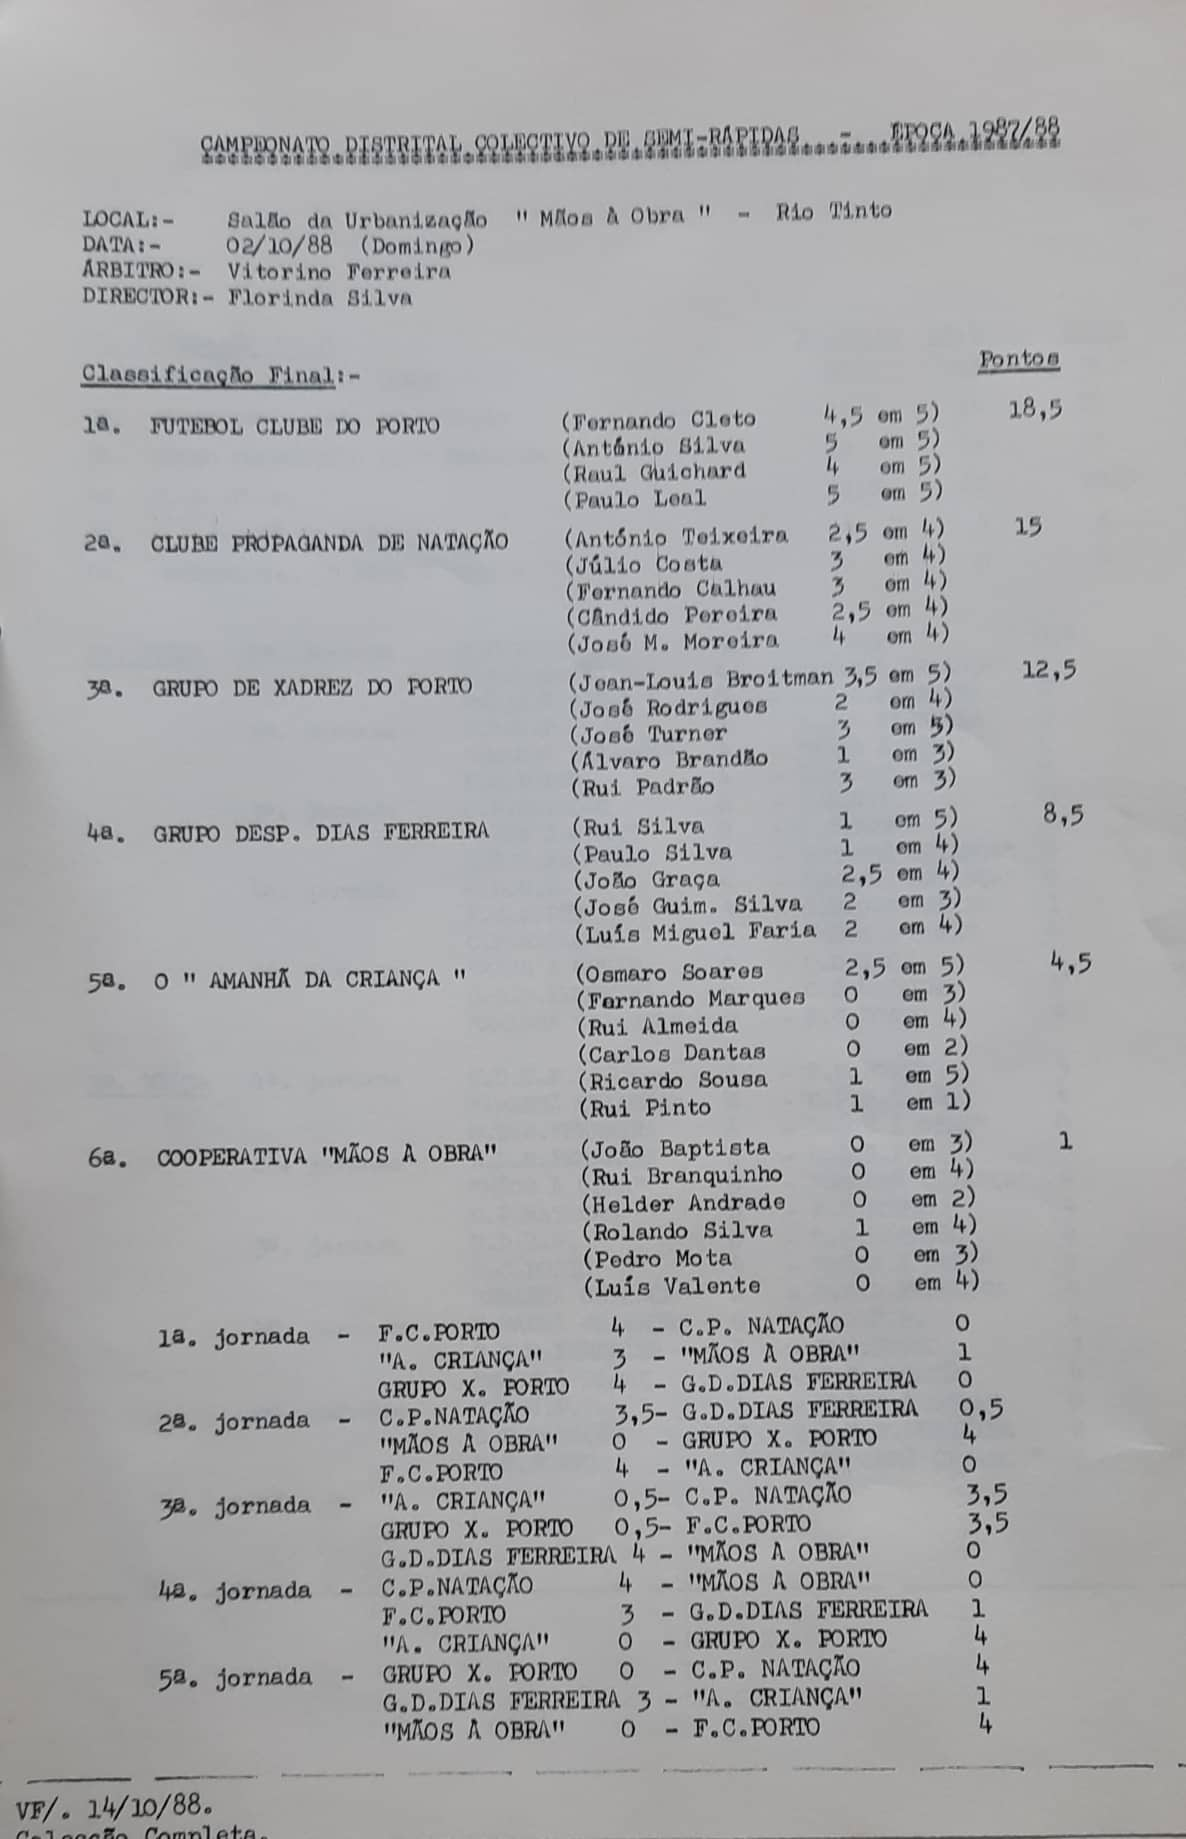 CAMPEONATO DISTRITAL COLECTIVO DE SEMI-RÁPIDAS - ÉPOCA 1987/88
LOCAL:- Salão da Urbanização " Mãos à Obra " - Rio Tinto
DATA:- 02/10/88 (Domingo)
ÁRBITRO:- Vitorino Ferreira
DIRECTOR:- Florinda Silva
Classificação Final:- Pontos
1ª. FUTEBOL CLUBE DO PORTO (Fernando Cleto 4,5 em 5) 18,5
(António Silva 5 em 5)
(Raul Guichard 4 em 5)
(Paulo Leal 5 em 5)
2ª. CLUBE PROPAGANDA DE NATAÇÃO (António Teixeira 2,5 em 4) 15
(Júlio Costa 3 em 4)
(Fernando Calhau 3 em 4)
(Cândido Pereira 2,5 em 4)
(José M. Moreira 4 em 4)
3ª. GRUPO DE XADREZ DO PORTO (Jean-Louis Broitman 3,5 em 5) 12,5
(José Rodrigues 2 em 4)
(José Turner 3 em 5)
(Álvaro Brandão 1 em 3)
(Rui Padrão 3 em 3)
4ª. GRUPO DESP. DIAS FERREIRA (Rui Silva 1 em 5) 8,5
(Paulo Silva 1 em 4)
(João Graça 2,5 em 4)
(José Guim. Silva 2 em 3)
(Luís Miguel Faria 2 em 4)
5ª. O " AMANHÃ DA CRIANÇA " (Osmaro Soares 2,5 em 5) 4,5
(Fernando Marques 0 em 3)
(Rui Almeida 0 em 4)
(Carlos Dantas 0 em 2)
(Ricardo Sousa 1 em 5)
(Rui Pinto 1 em 1)
6ª. COOPERATIVA "MÃOS À OBRA" (João Baptista 0 em 3) 1
(Rui Branquinho 0 em 4)
(Helder Andrade 0 em 2)
(Rolando Silva 1 em 4)
(Pedro Mota 0 em 3)
(Luís Valente 0 em 4)
1ª. jornada - F.C.PORTO 4 - C.P. NATAÇÃO 0
"A. CRIANÇA" 3 - "MÃOS À OBRA" 1
GRUPO X. PORTO 4 - G.D.DIAS FERREIRA 0
2ª. jornada - C.P.NATAÇÃO 3,5- G.D.DIAS FERREIRA 0,5
"MÃOS À OBRA" 0 - GRUPO X. PORTO 4
F.C.PORTO 4 - "A. CRIANÇA" 0
3ª. jornada - "A. CRIANÇA" 0,5- C.P. NATAÇÃO 3,5
GRUPO X. PORTO 0,5- F.C.PORTO 3,5
G.D.DIAS FERREIRA 4 - "MÃOS À OBRA" 0
4ª. jornada - C.P.NATAÇÃO 4 - "MÃOS À OBRA" 0
F.C.PORTO 3 - G.D.DIAS FERREIRA 1
"A. CRIANÇA" 0 - GRUPO X. PORTO 4
5ª. jornada - GRUPO X. PORTO 0 - C.P. NATAÇÃO 4
G.D.DIAS FERREIRA 3 - "A. CRIANÇA" 1
"MÃOS À OBRA" 0 - F.C.PORTO 4
VF/. 14/10/88.
Colecção Completa.